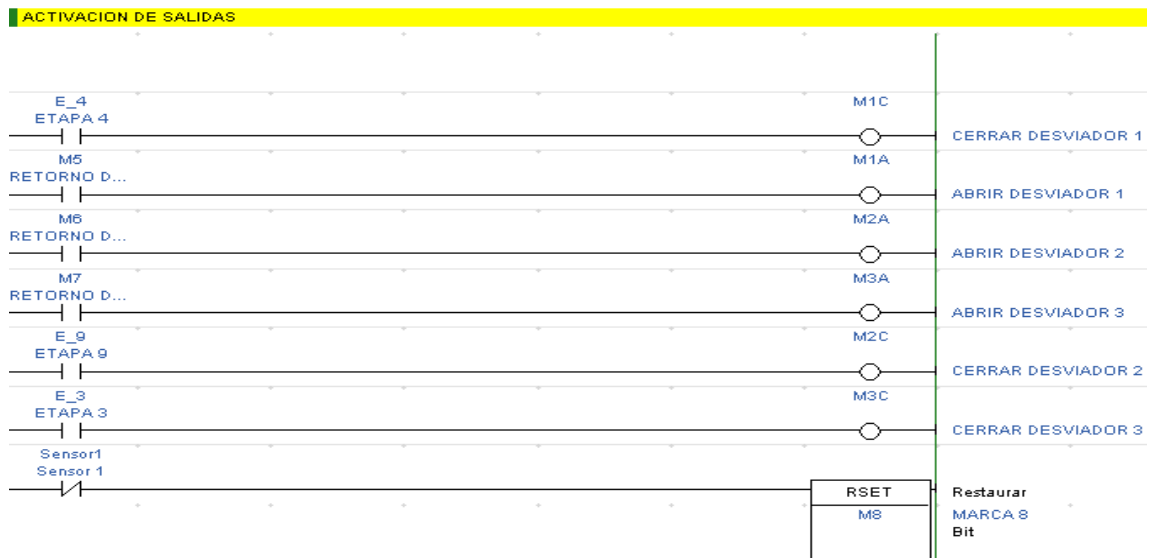 ACTIVACION DE SALIDAS
E_4
M1C
ETAPA 4
CERRAR DESVIADOR 1
M5
M1A
RETORNO D...
ABRIR DESVIADOR 1
M6
M2A
RETORNO D...
ABRIR DESVIADOR 2
M7
M3A
RETORNO D...
ABRIR DESVIADOR 3
E_9
M2C
ETAPA 9
CERRAR DESVIADOR 2
E_3
M3C
ETAPA 3
CERRAR DESVIADOR 3
Sensor1
Sensor 1
RSET
Restaurar
M8
MARCA 8
Bit